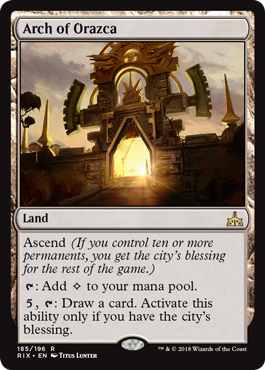 Arch of Orazca
Land
Ascend (If you control ten or more
permanents, you get the city's blessing
for the rest of the game.)
: Add ◇ to your mana pool.
5, : Draw a card. Activate this
ability only if you have the city's
blessing.
185/196 R
RIX • EN Titus Lunter
™ & © 2018 Wizards of the Coast